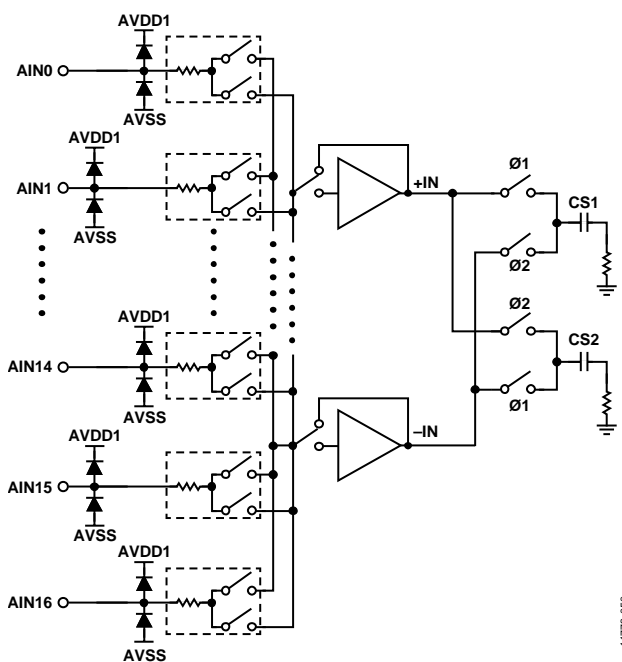 AVDD1
AIN0
AVSS
AVDD1
AIN1
AVSS
+IN
Ø1
CS1
Ø2
Ø2
CS2
Ø1
AVDD1
AIN14
AVSS
–IN
AVDD1
AIN15
AVSS
AVDD1
AIN16
AVSS